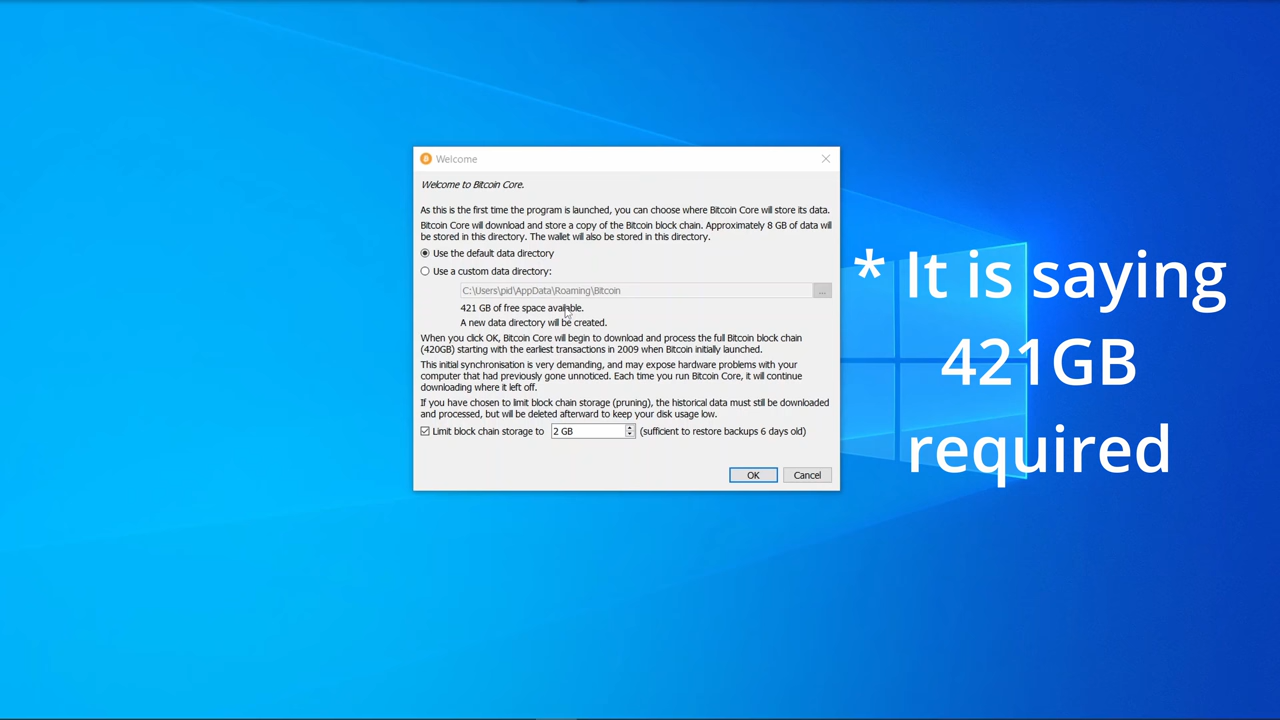 Welcome
Welcome to Bitcoin Core.
As this is the first time the program is launched, you can choose where Bitcoin Core will store its data.
Bitcoin Core will download and store a copy of the Bitcoin block chain. Approximately 8 GB of data will
be stored in this directory. The wallet will also be stored in this directory.
Use the default data directory
Use a custom data directory:
C:\Users\pid\AppData\Roaming\Bitcoin
...
421 GB of free space available.
A new data directory will be created.
When you click OK, Bitcoin Core will begin to download and process the full Bitcoin block chain
(420GB) starting with the earliest transactions in 2009 when Bitcoin initially launched.
This initial synchronisation is very demanding, and may expose hardware problems with your
computer that had previously gone unnoticed. Each time you run Bitcoin Core, it will continue
downloading where it left off.
If you have chosen to limit block chain storage (pruning), the historical data must still be downloaded
and processed, but will be deleted afterward to keep your disk usage low.
Limit block chain storage to 2 GB (sufficient to restore backups 6 days old)
OK Cancel
* It is saying
421GB
required